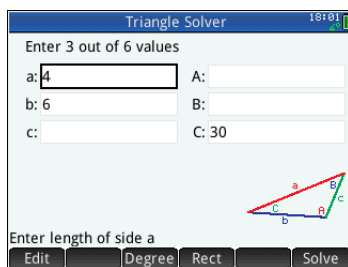 Triangle Solver 18:01
Enter 3 out of 6 values
a: 4 A:
b: 6 B:
c: C: 30
a B c C A b
Enter length of side a
Edit Degree Rect Solve